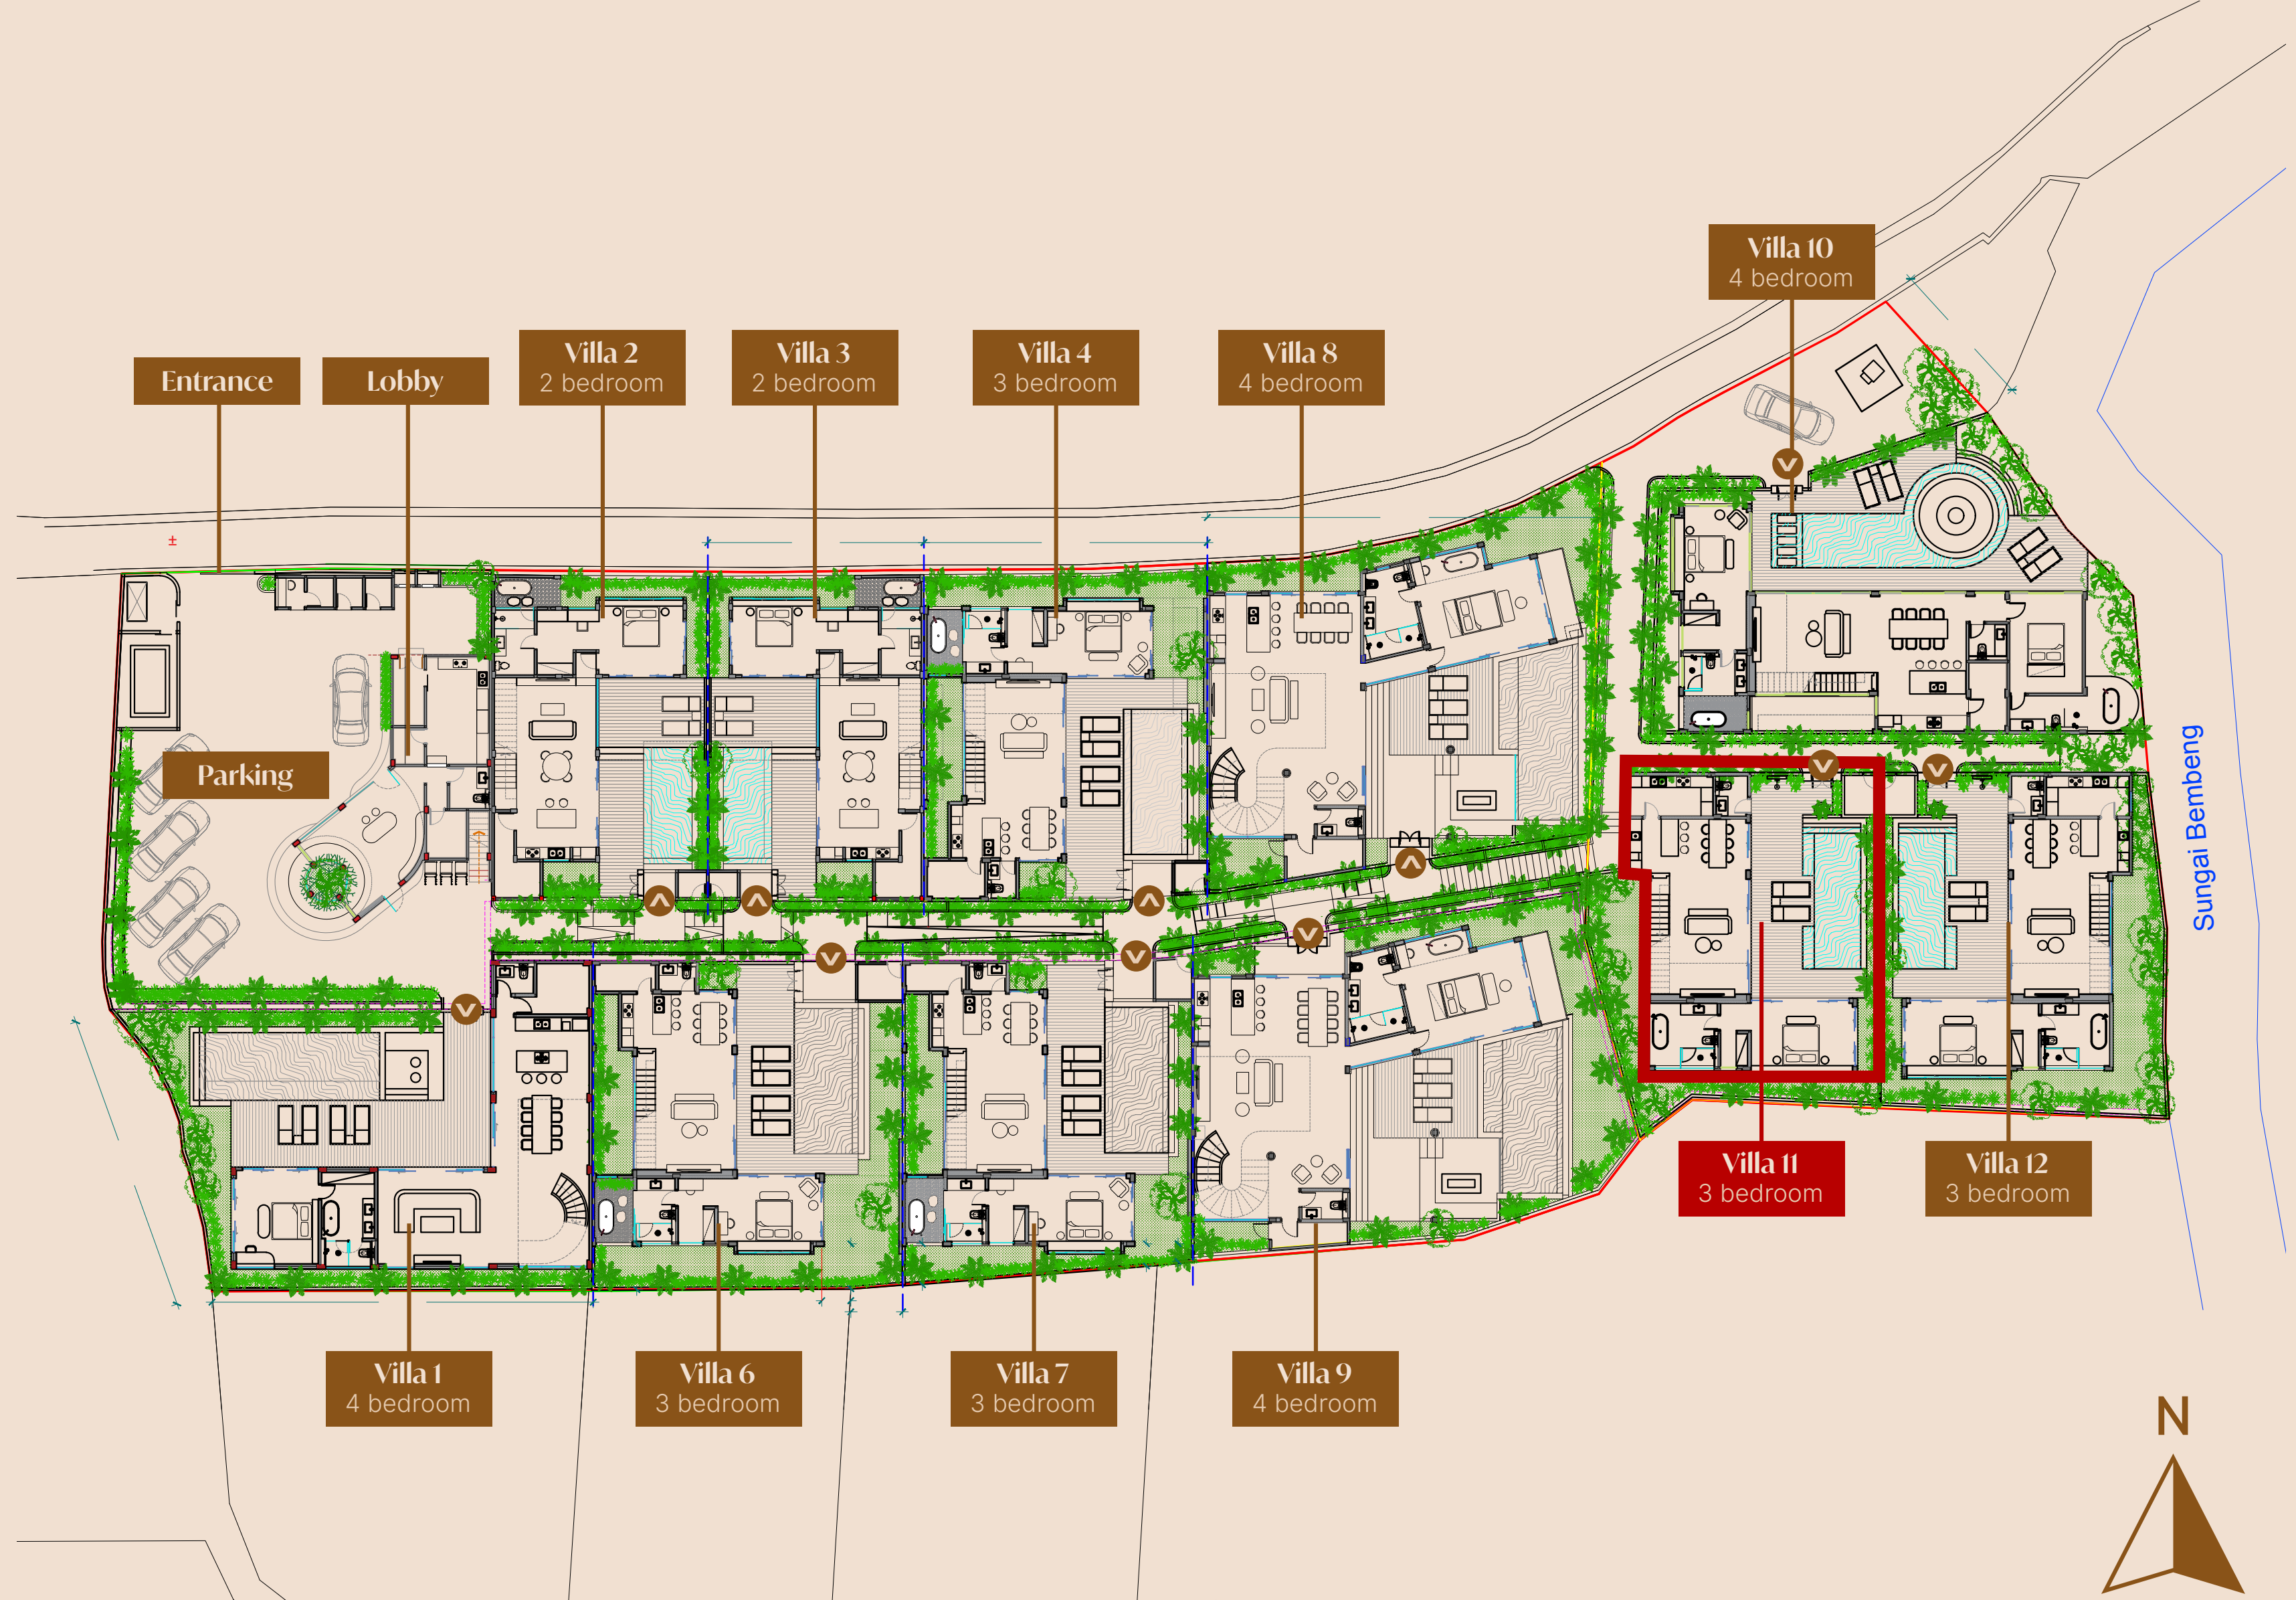 Villa 10
4 bedroom
Entrance
Lobby
Villa 2
2 bedroom
Villa 3
2 bedroom
Villa 4
3 bedroom
Villa 8
4 bedroom
±
Parking
Sungai Bembeng
Villa 11
3 bedroom
Villa 12
3 bedroom
Villa 1
4 bedroom
Villa 6
3 bedroom
Villa 7
3 bedroom
Villa 9
4 bedroom
N